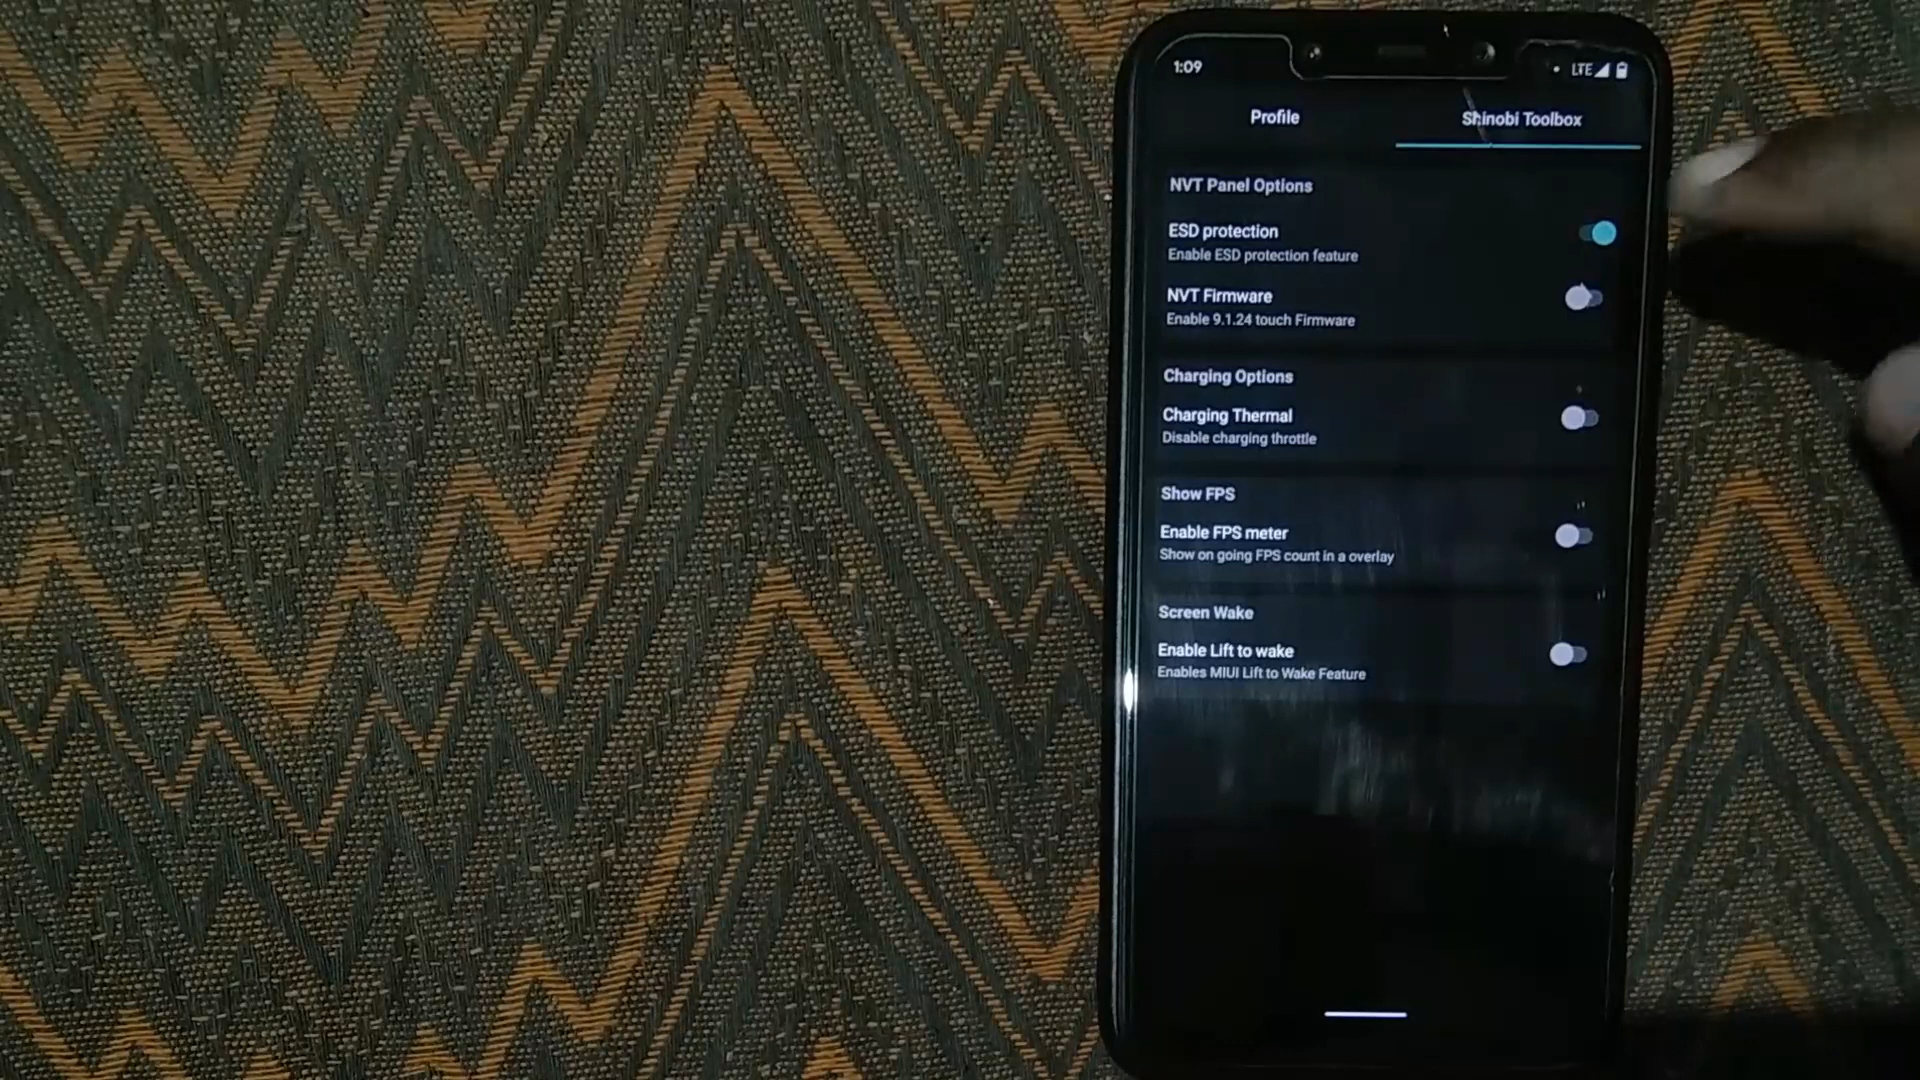 1:09
LTE
Profile
Shinobi Toolbox
NVT Panel Options
ESD protection
Enable ESD protection feature
NVT Firmware
Enable 9.1.24 touch Firmware
Charging Options
Charging Thermal
Disable charging throttle
Show FPS
Enable FPS meter
Show on going FPS count in a overlay
Screen Wake
Enable Lift to wake
Enables MIUI Lift to Wake Feature